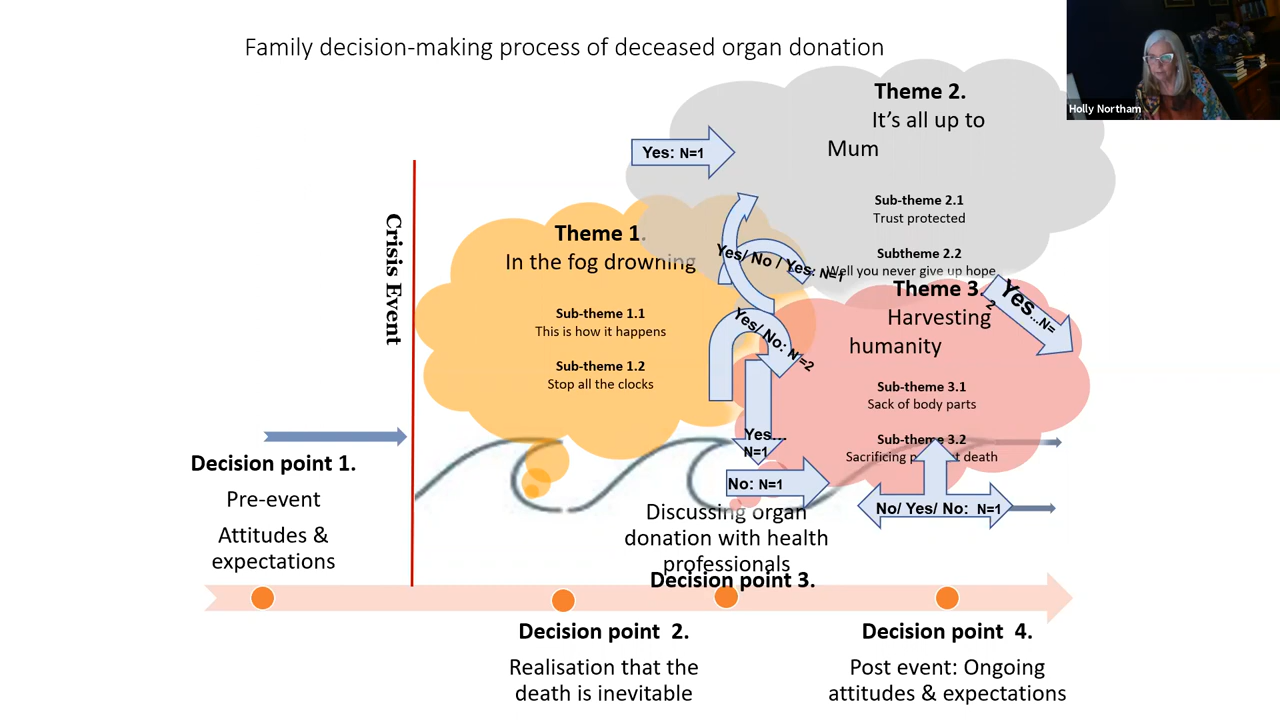 Family decision-making process of deceased organ donation
Holly Northam
Theme 2.
It's all up to
Mum
Sub-theme 2.1
Trust protected
Subtheme 2.2
Well you never give up hope
Yes: N=1
Crisis Event
Theme 1.
In the fog drowning
Sub-theme 1.1
This is how it happens
Sub-theme 1.2
Stop all the clocks
Yes/ No / Yes: N=1
Yes/ No: N=2
Yes...
N=1
No: N=1
Theme 3.
Harvesting
humanity
Sub-theme 3.1
Sack of body parts
Sub-theme 3.2
Sacrificing death
Yes...N=
2
No/ Yes/ No: N=1
Decision point 1.
Pre-event
Attitudes &
expectations
Discussing organ
donation with health
professionals
Decision point 3.
Decision point 2.
Realisation that the
death is inevitable
Decision point 4.
Post event: Ongoing
attitudes & expectations